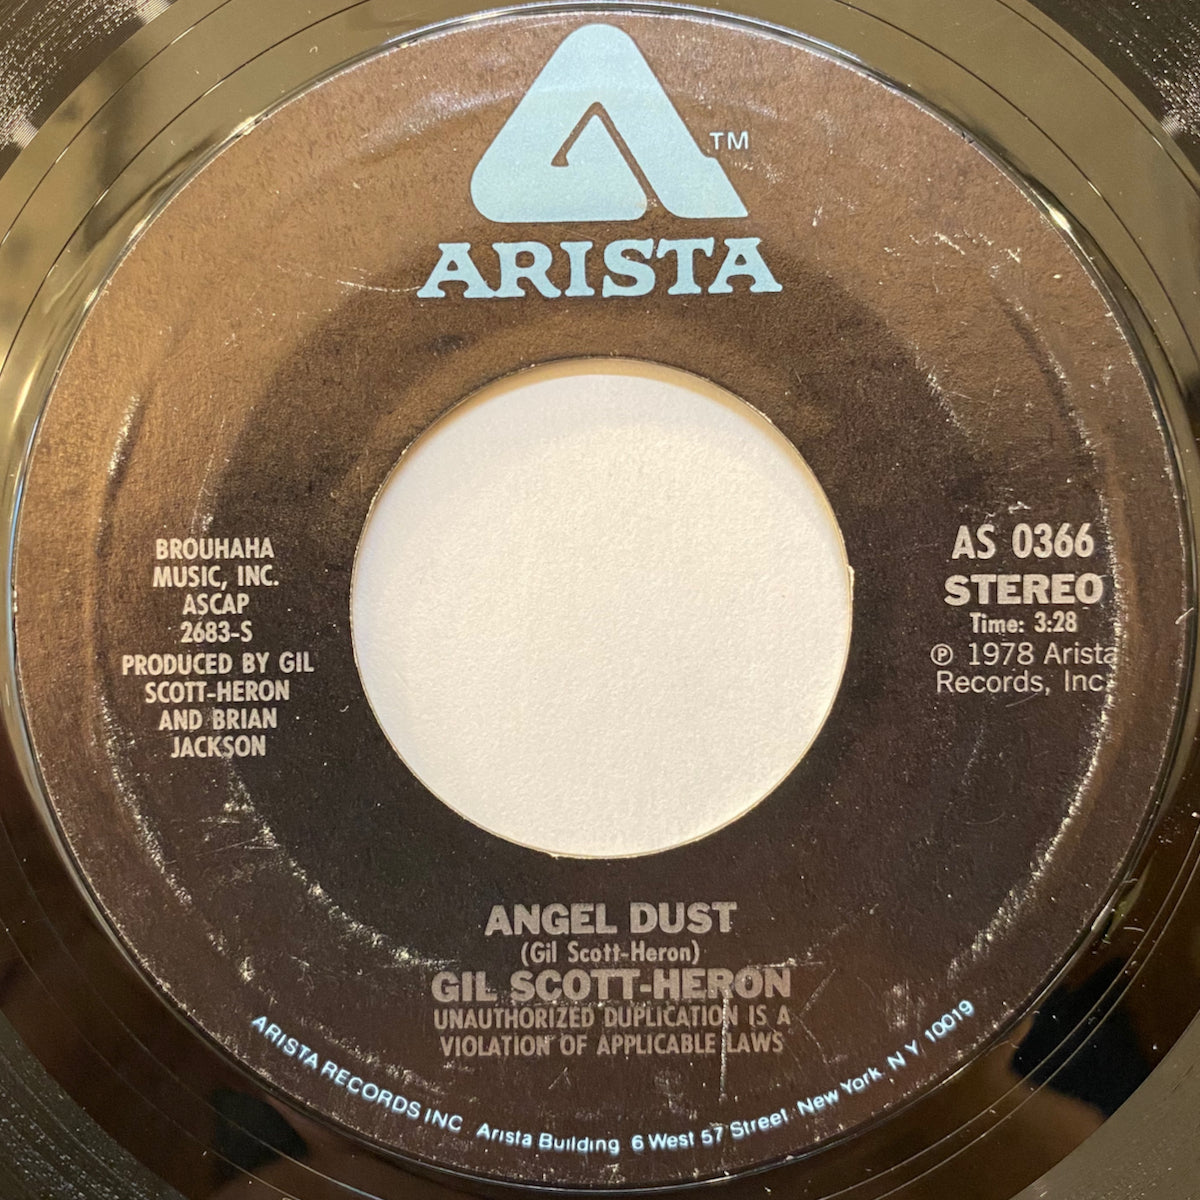 TM
ARISTA
BROUHAHA
MUSIC, INC.
ASCAP
2683-S
PRODUCED BY GIL
SCOTT-HERON
AND BRIAN
JACKSON
AS 0366
STEREO
Time: 3:28
℗ 1978 Arista
Records, Inc.
ANGEL DUST
(Gil Scott-Heron)
GIL SCOTT-HERON
UNAUTHORIZED DUPLICATION IS A
VIOLATION OF APPLICABLE LAWS
ARISTA RECORDS INC Arista Building 6 West 57 Street New York N Y 10019